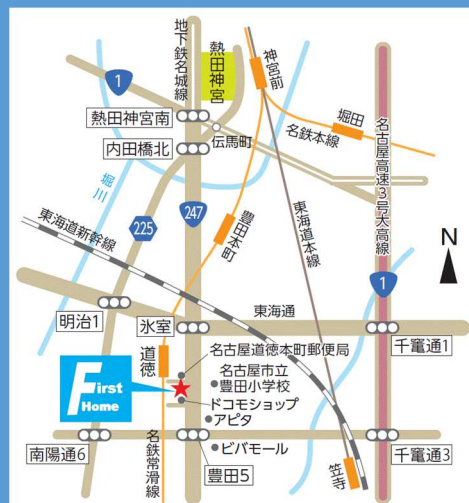 地下鉄名城線
熱田神宮
神宮前
1
熱田神宮南
伝馬町
堀田
名鉄本線
内田橋北
堀川
名古屋高速3号大高線
225
247
豊田本町
東海道本線
東海道新幹線
N
1
東海通
明治1
氷室
千竈通1
道徳
名古屋道徳本町郵便局
First
Home
名古屋市立
豊田小学校
ドコモショップ
アピタ
南陽通6
名鉄常滑線
豊田5
ビバモール
笠寺
千竈通3